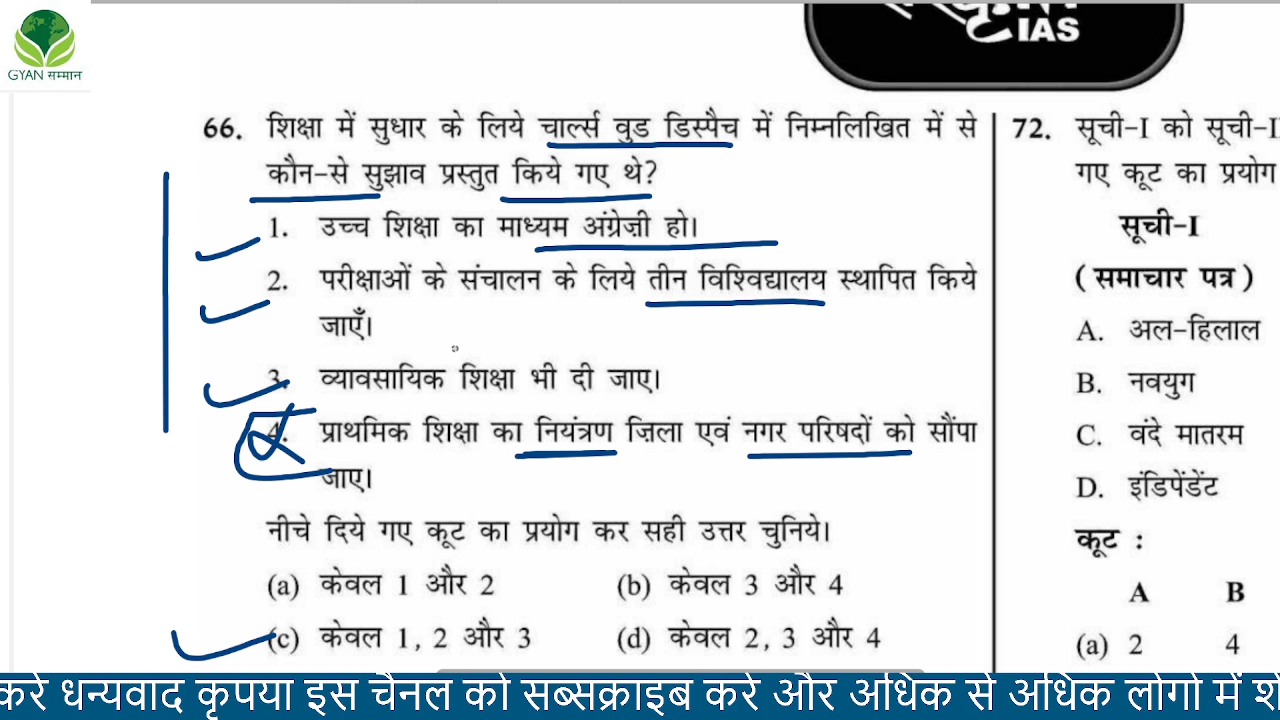 GYAN सम्मान
IAS
66. शिक्षा में सुधार के लिये चार्ल्स वुड डिस्पैच में निम्नलिखित में से
कौन-से सुझाव प्रस्तुत किये गए थे?
1. उच्च शिक्षा का माध्यम अंग्रेज़ी हो।
2. परीक्षाओं के संचालन के लिये तीन विश्विद्यालय स्थापित किये
जाएँ।
3. व्यावसायिक शिक्षा भी दी जाए।
4. प्राथमिक शिक्षा का नियंत्रण ज़िला एवं नगर परिषदों को सौंपा
जाए।
नीचे दिये गए कूट का प्रयोग कर सही उत्तर चुनिये।
(a) केवल 1 और 2 (b) केवल 3 और 4
(c) केवल 1, 2 और 3 (d) केवल 2, 3 और 4
72. सूची-I को सूची-I
गए कूट का प्रयोग
सूची-I
(समाचार पत्र)
A. अल-हिलाल
B. नवयुग
C. वंदे मातरम
D. इंडिपेंडेंट
कूट :
A B
(a) 2 4
करे धन्यवाद कृपया इस चैनल को सब्सक्राइब करे और अधिक से अधिक लोगो में